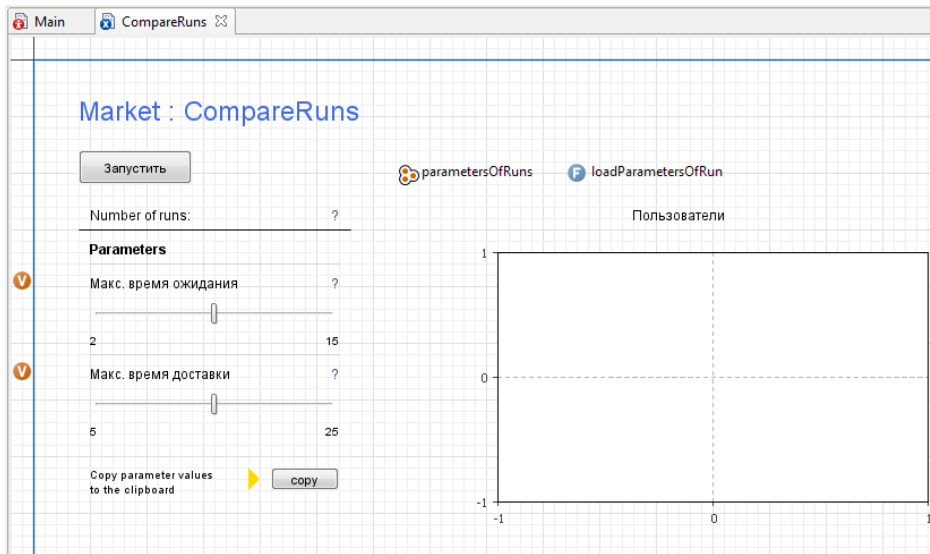 Main
CompareRuns
Market : CompareRuns
Запустить
parametersOfRuns
loadParametersOfRun
Number of runs:
?
Пользователи
Parameters
V
Макс. время ожидания
?
2
15
V
Макс. время доставки
?
5
25
Copy parameter values
to the clipboard
copy
F
1
0
-1
-1
0
1